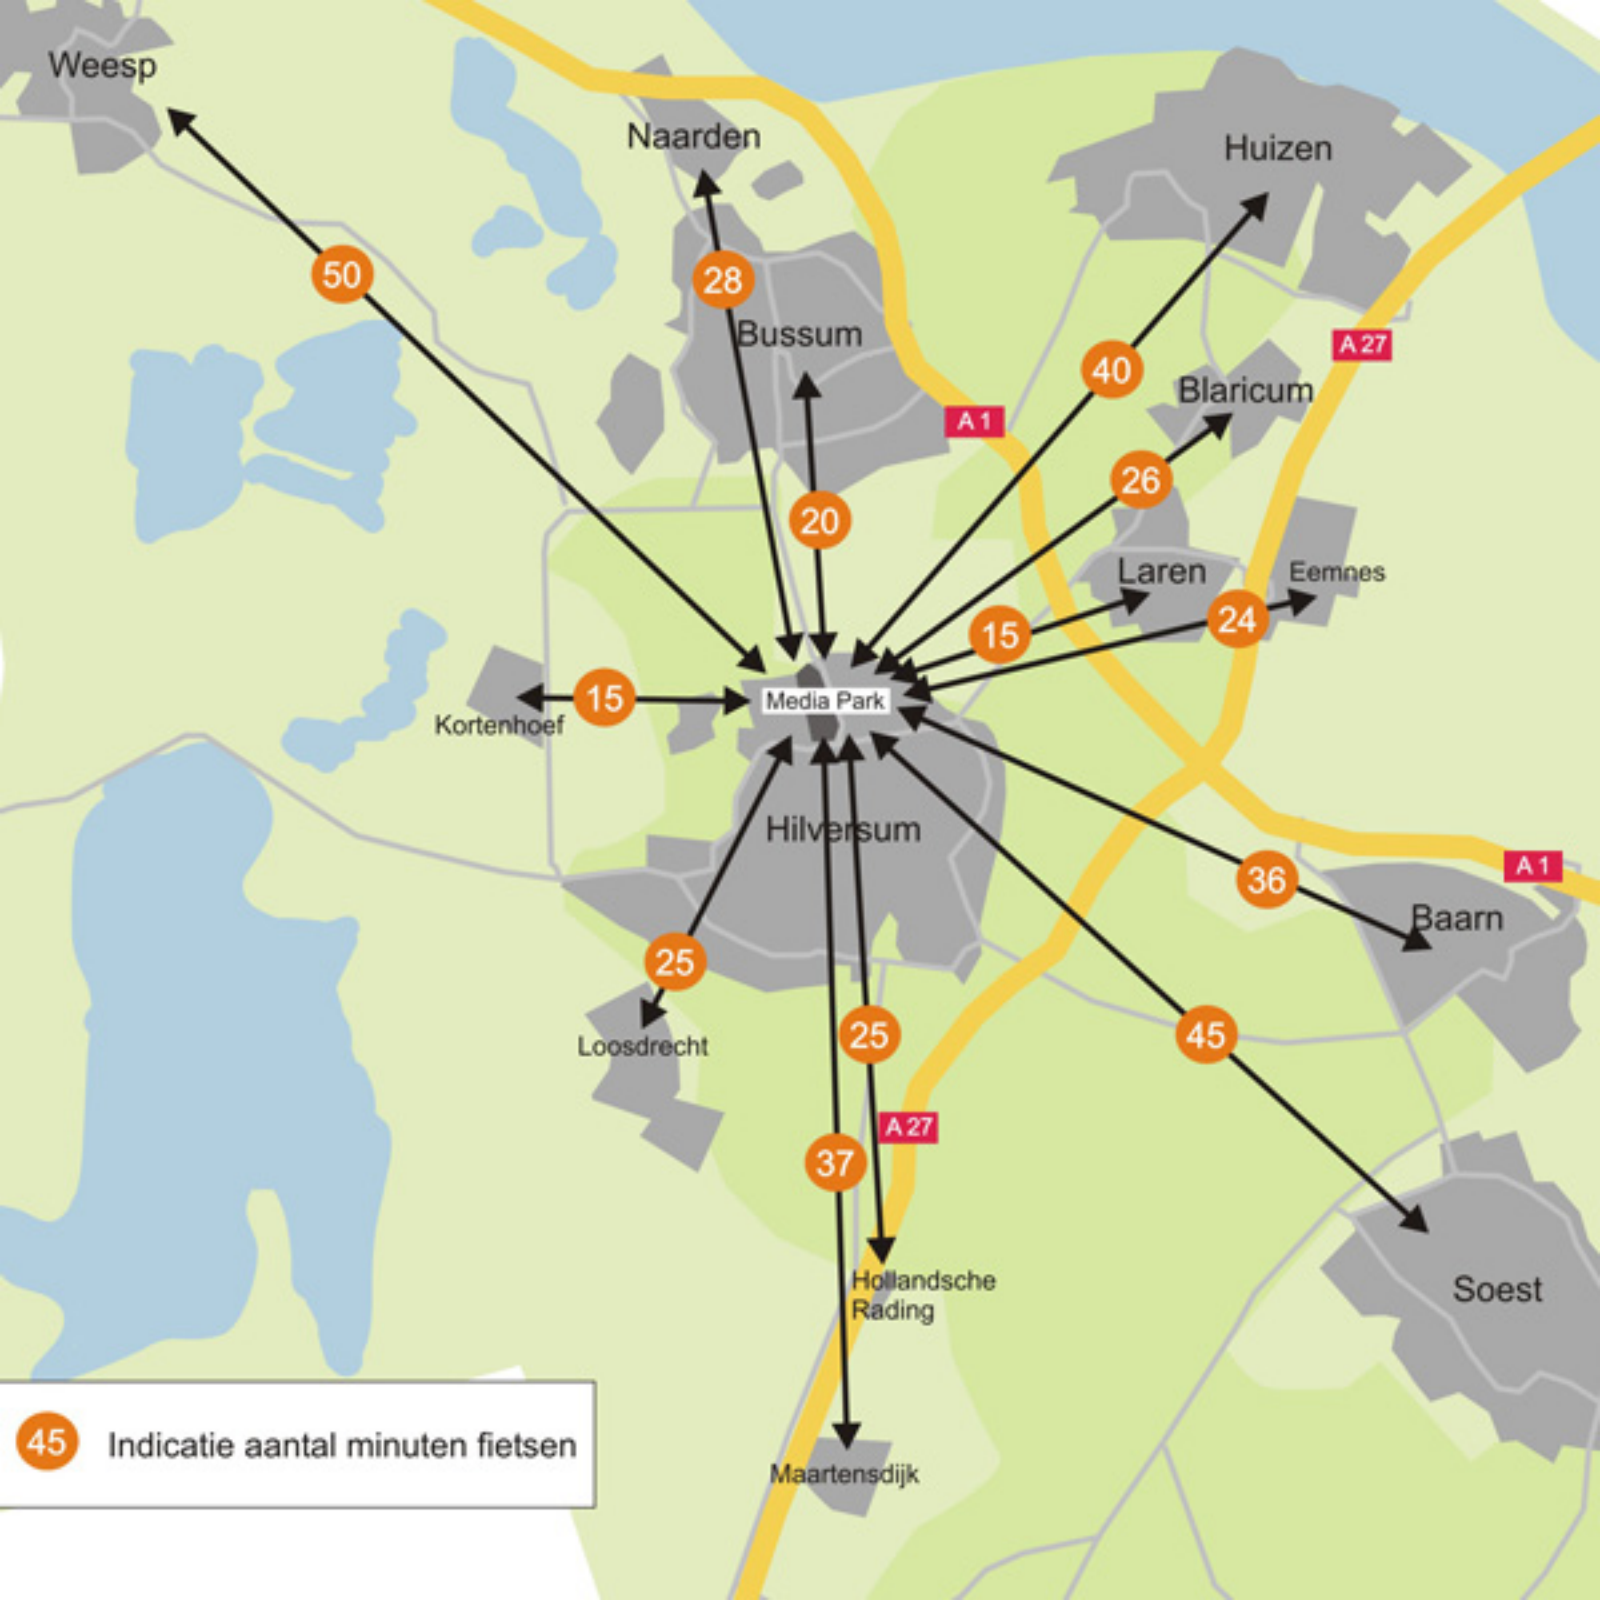 Weesp
Naarden
Huizen
50
28
Bussum
A 27
40
Blaricum
A 1
26
20
Laren
Eemnes
15
24
15
Media Park
Kortenhoef
Hilversum
36
A 1
Baarn
25
25
45
Loosdrecht
A 27
37
Hollandsche
Rading
Soest
45 Indicatie aantal minuten fietsen
Maartensdijk